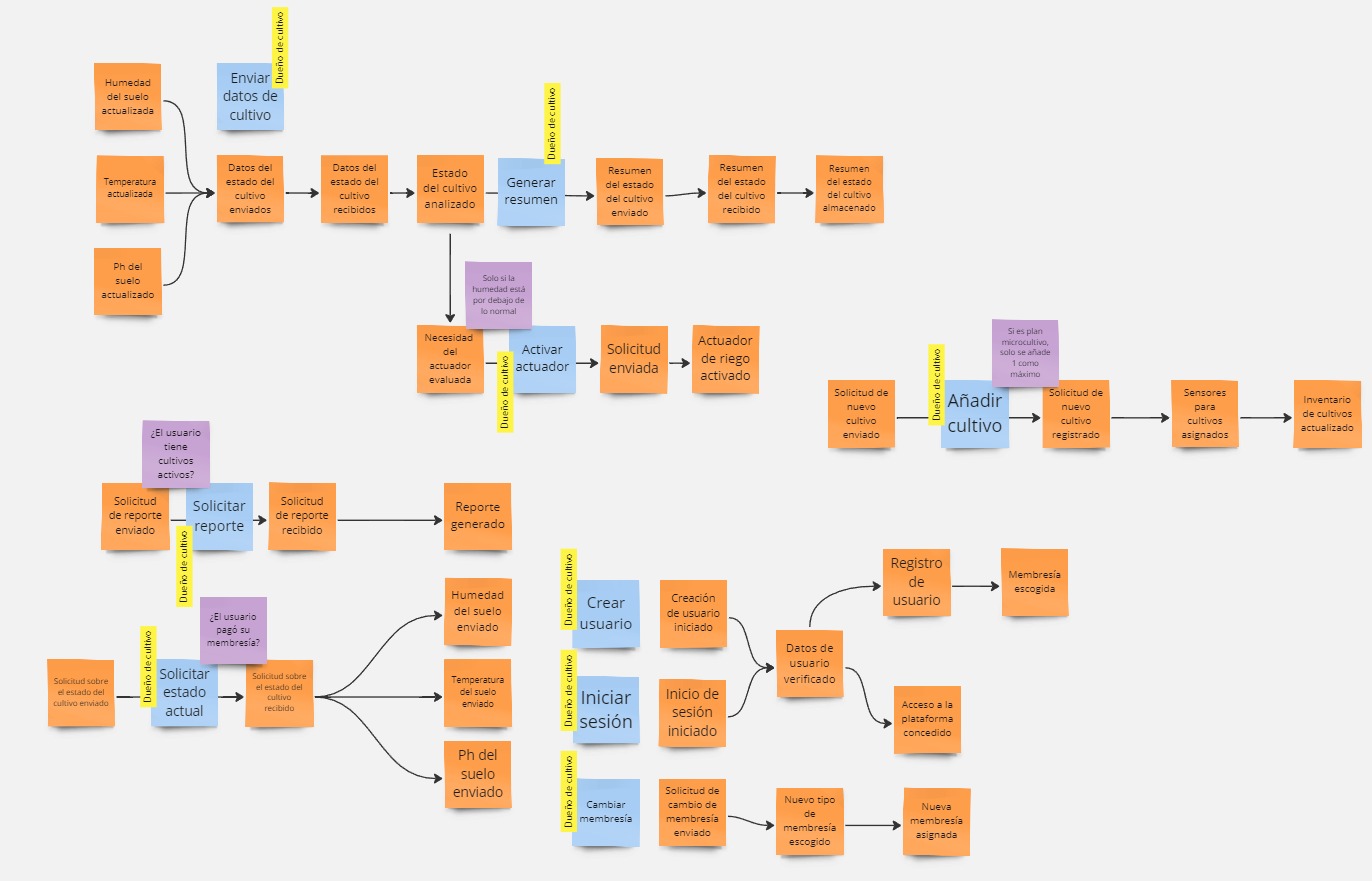 Dueño de cultivo
Humedad
del suelo
actualizada
Enviar
datos de
cultivo
Temperatura
actualizada
Ph del
suelo
actualizado
Datos del
estado del
cultivo
enviados
Datos del
estado del
cultivo
recibidos
Estado
del cultivo
analizado
Dueño de cultivo
Generar
resumen
Resumen
del estado
del cultivo
enviado
Resumen
del estado
del cultivo
recibido
Resumen
del estado
del cultivo
almacenado
Solo si la
humedad está
por debajo de
lo normal
Necesidad
del
actuador
evaluada
Dueño de cultivo
Activar
actuador
Solicitud
enviada
Actuador
de riego
activado
Solicitud de
nuevo
cultivo
enviado
Dueño de cultivo
Añadir
cultivo
Si es plan
microcultivo,
solo se añade
1 como
máximo
Solicitud de
nuevo
cultivo
registrado
Sensores
para
cultivos
asignados
Inventario
de cultivos
actualizado
¿El usuario
tiene
cultivos
activos?
Solicitud
de reporte
enviado
Dueño de cultivo
Solicitar
reporte
Solicitud
de reporte
recibido
Reporte
generado
Solicitud sobre
el estado del
cultivo enviado
Dueño de cultivo
Solicitar
estado
actual
¿El usuario
pagó su
membresía?
Solicitud sobre
el estado del
cultivo
recibido
Humedad
del suelo
enviado
Temperatura
del suelo
enviado
Ph del
suelo
enviado
Dueño de cultivo
Crear
usuario
Creación
de usuario
iniciado
Dueño de cultivo
Iniciar
sesión
Inicio de
sesión
iniciado
Datos de
usuario
verificado
Registro
de
usuario
Membresía
escogida
Acceso a la
plataforma
concedido
Dueño de cultivo
Cambiar
membresía
Solicitud de
cambio de
membresía
enviado
Nuevo tipo
de
membresía
escogido
Nueva
membresía
asignada